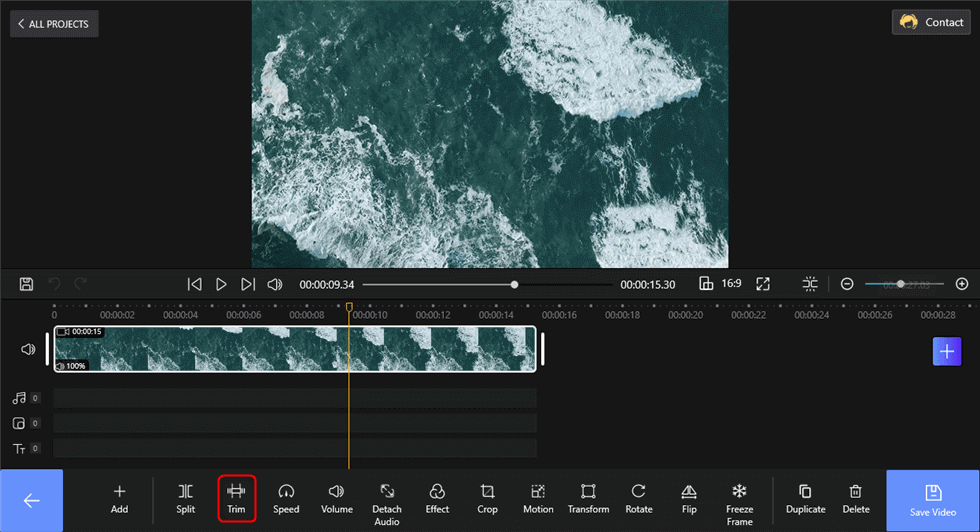 ALL PROJECTS
Contact
00:00:09.34
00:00:15.30
16:9
0
00:00:02
00:00:04
00:00:06
00:00:08
00:00:10
00:00:12
00:00:14
00:00:16
00:00:18
00:00:20
00:00:22
00:00:24
00:00:26
00:00:28
00:00:15
100%
0
0
TT 0
Add
Split
Trim
Speed
Volume
Detach
Audio
Effect
Crop
Motion
Transform
Rotate
Flip
Freeze
Frame
Duplicate
Delete
Save Video